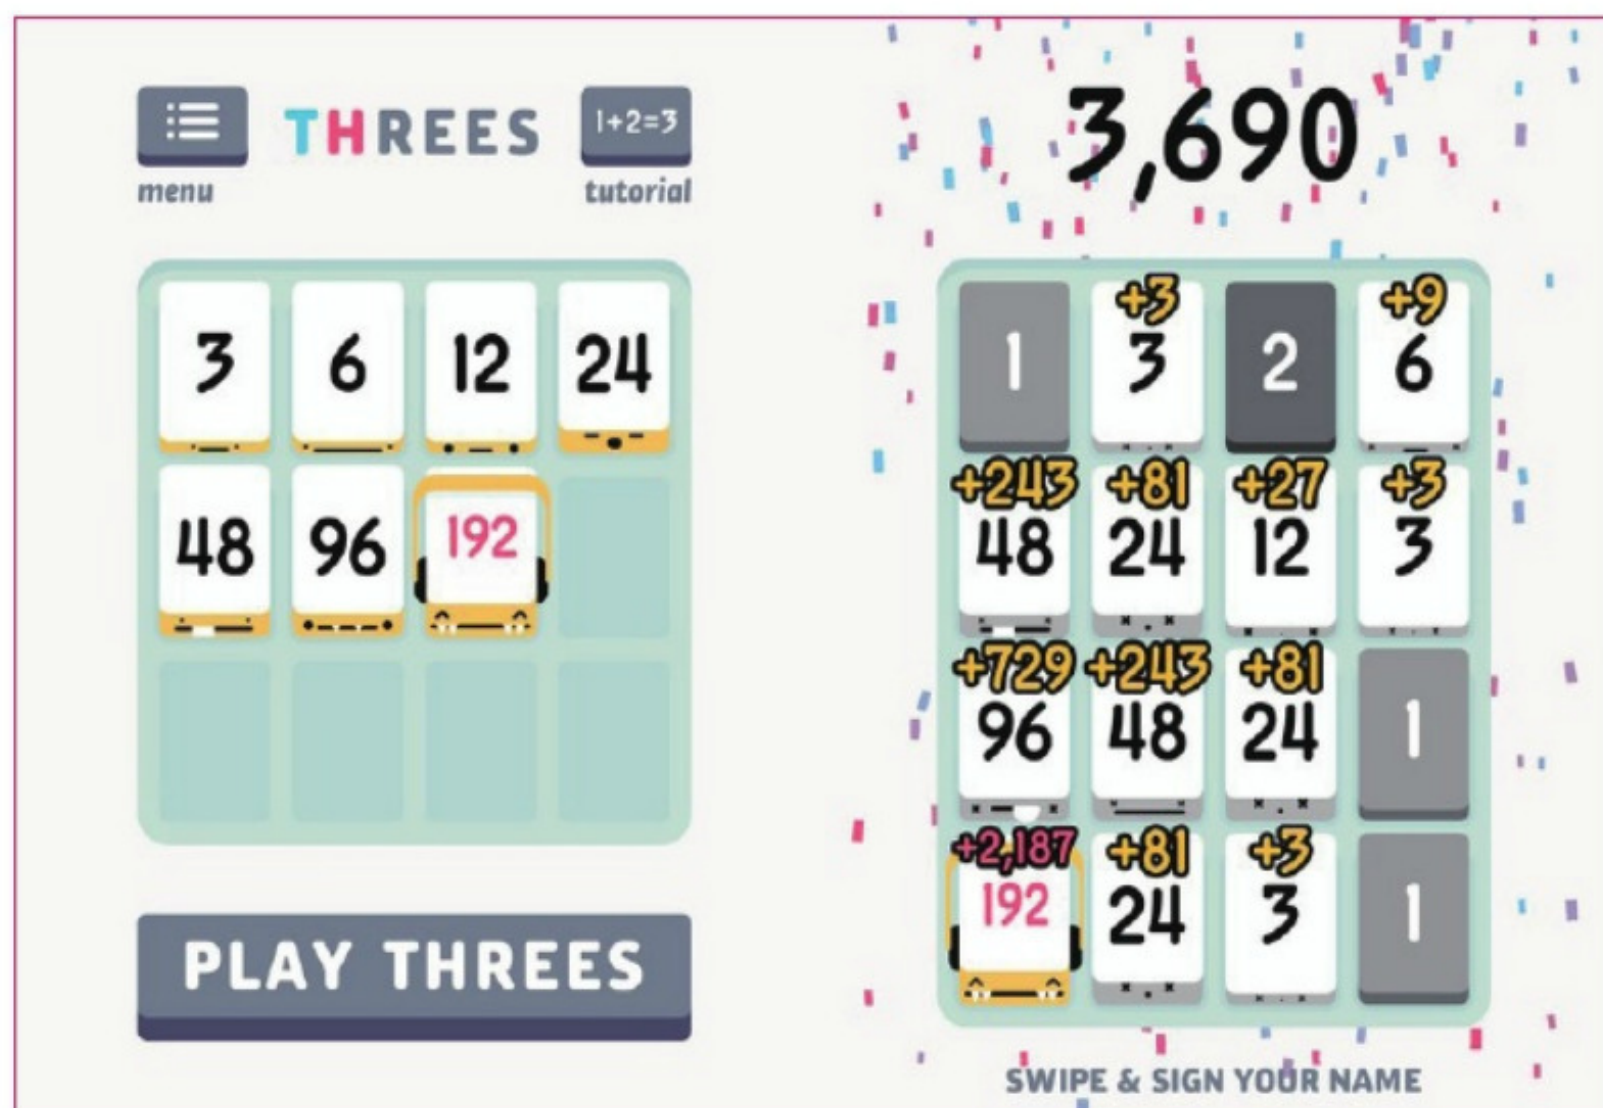 THREES
1+2=3
menu
tutorial
3 6 12 24
48 96 192
PLAY THREES
3,690
+3 +9
1 3 2 6
+243 +81 +27 +3
48 24 12 3
+729 +243 +81
96 48 24 1
+2,187 +81 +3
192 24 3 1
SWIPE & SIGN YOUR NAME